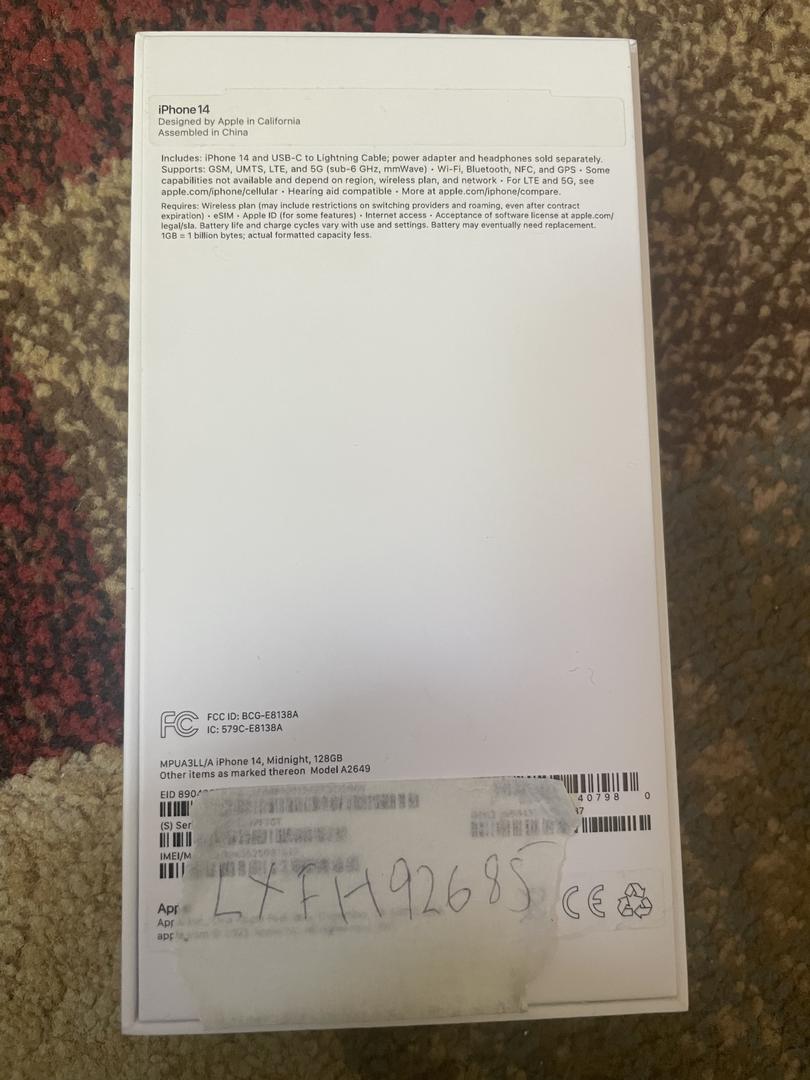 iPhone 14
Designed by Apple in California
Assembled in China
Includes: iPhone 14 and USB-C to Lightning Cable; power adapter and headphones sold separately.
Supports: GSM, UMTS, LTE, and 5G (sub-6 GHz, mmWave) • Wi-Fi, Bluetooth, NFC, and GPS • Some
capabilities not available and depend on region, wireless plan, and network • For LTE and 5G, see
apple.com/iphone/cellular • Hearing aid compatible • More at apple.com/iphone/compare.
Requires: Wireless plan (may include restrictions on switching providers and roaming, even after contract
expiration) • eSIM • Apple ID (for some features) • Internet access • Acceptance of software license at apple.com/
legal/sla. Battery life and charge cycles vary with use and settings. Battery may eventually need replacement.
1GB = 1 billion bytes; actual formatted capacity less.
FC
FCC ID: BCG-E8138A
IC: 579C-E8138A
MPUA3LL/A iPhone 14, Midnight, 128GB
Other items as marked thereon Model A2649
EID
40798 0
(S) Ser
IMEI/M
LXFH92685
CE